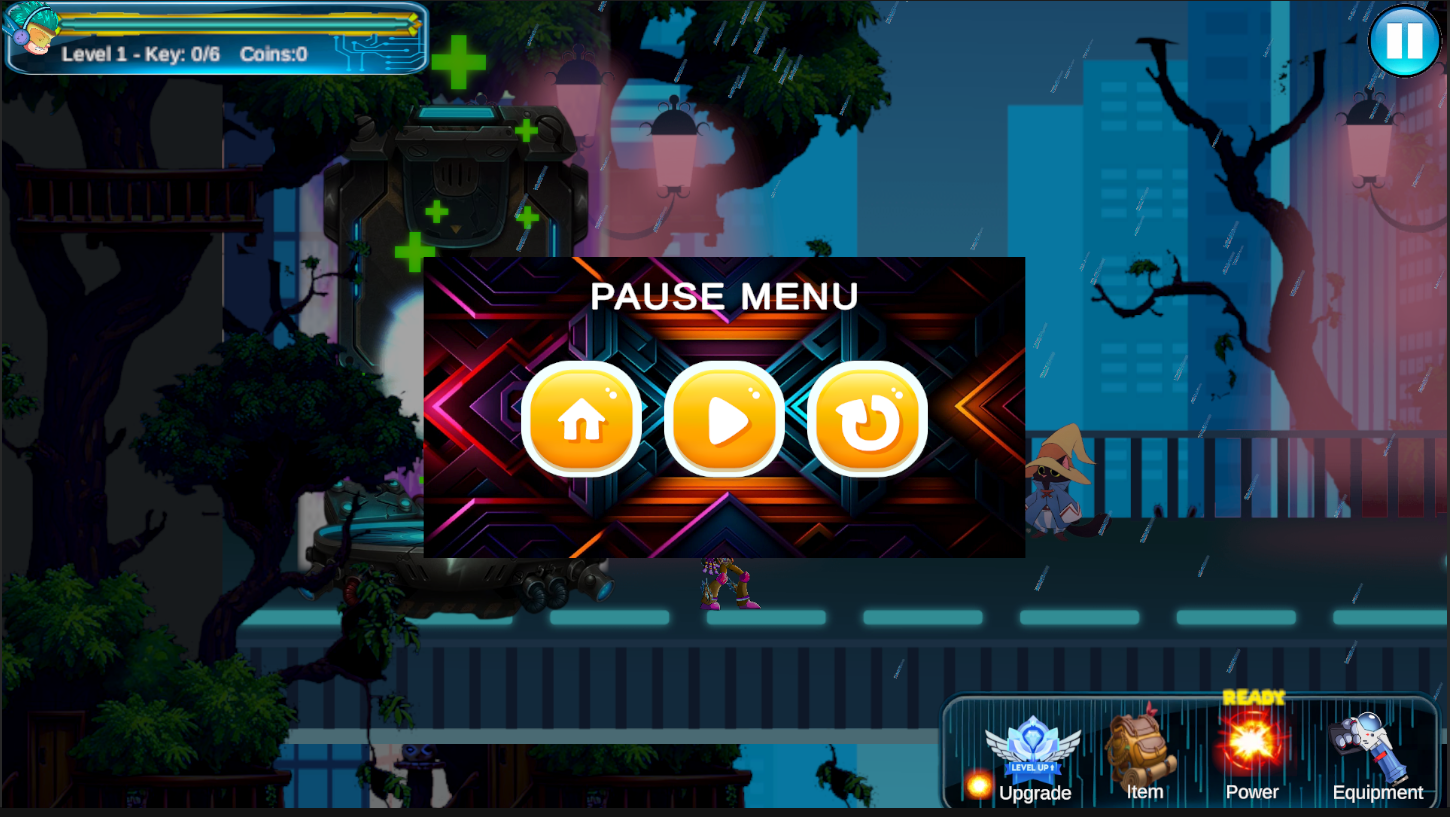 Level 1 - Key: 0/6 Coins:0
PAUSE MENU
READY
LEVEL UP
Upgrade
Item
Power
Equipment